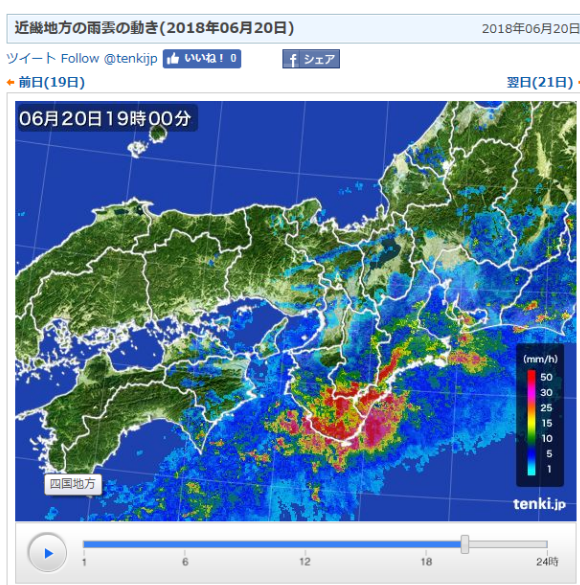 近畿地方の雨雲の動き(2018年06月20日) 2018年06月20日
ツイート Follow @tenkijp いいね！ 0 シェア
前日(19日) 翌日(21日)
06月20日19時00分
(mm/h)
50
30
25
15
10
5
1
四国地方
tenki.jp
1 6 12 18 24時